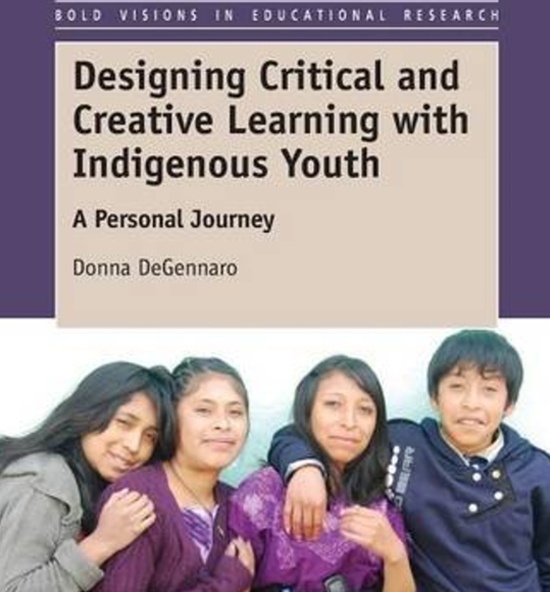 BOLD VISIONS IN EDUCATIONAL RESEARCH
Designing Critical and
Creative Learning with
Indigenous Youth
A Personal Journey
Donna DeGennaro